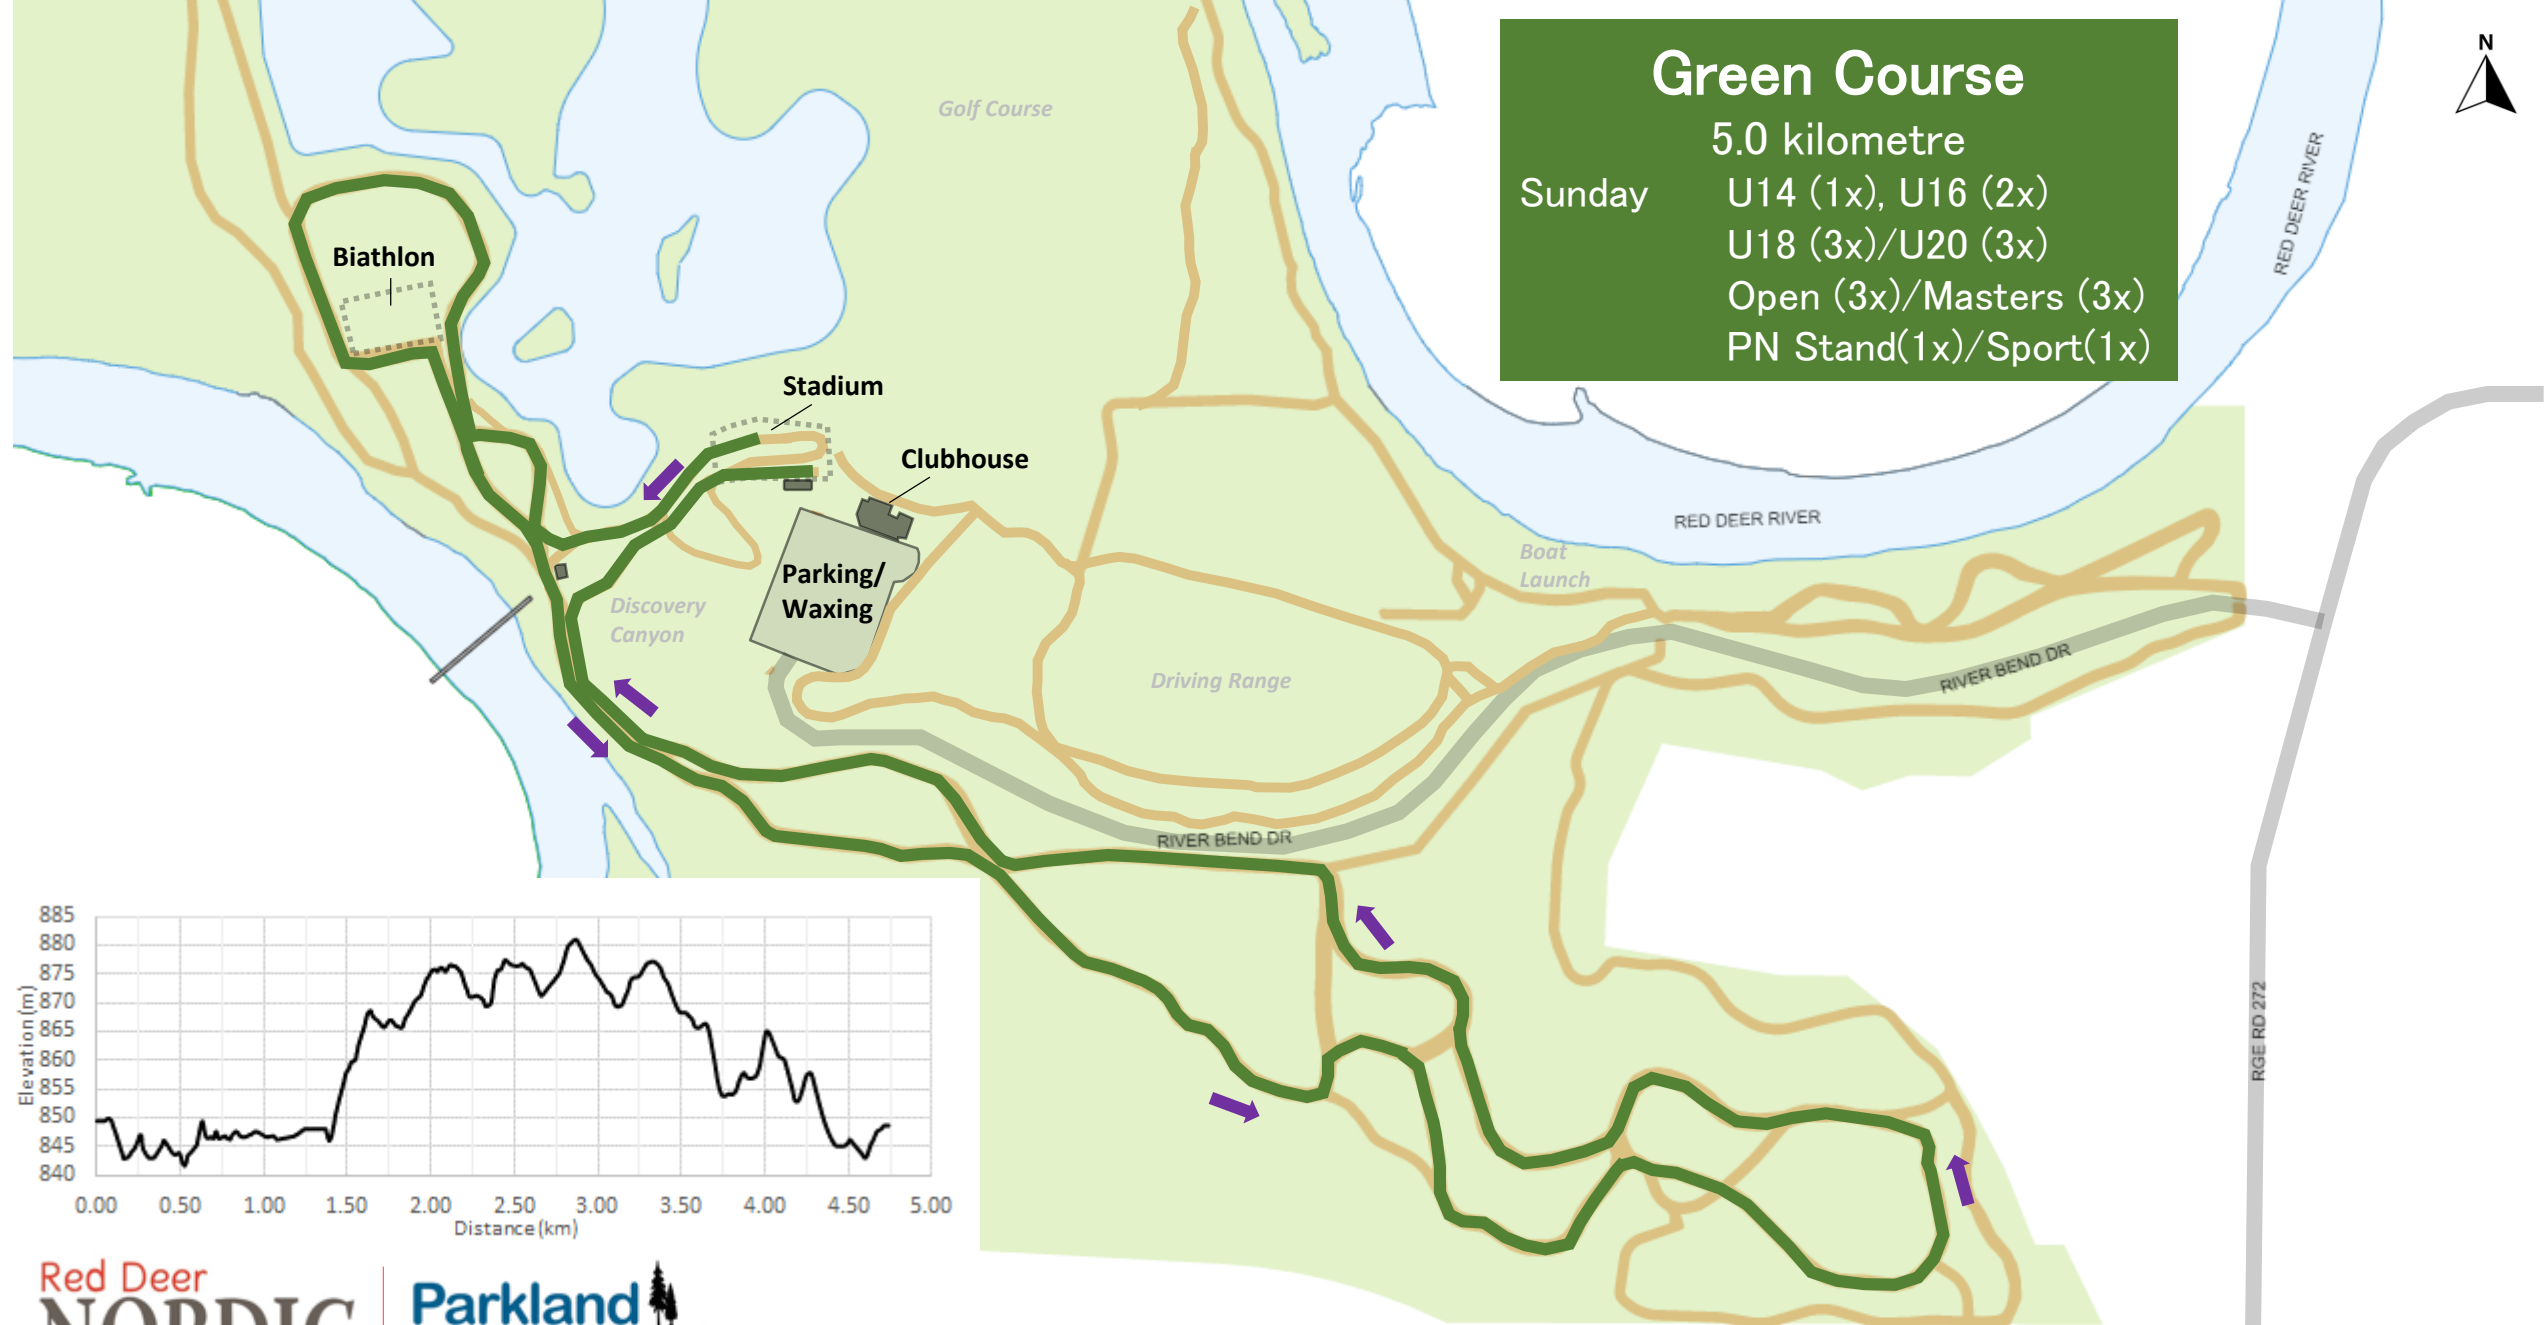 Green Course
5.0 kilometre
Sunday U14 (1x), U16 (2x)
U18 (3x)/U20 (3x)
Open (3x)/Masters (3x)
PN Stand(1x)/Sport(1x)
N
Golf Course
RED DEER RIVER
Biathlon
Stadium
Clubhouse
RED DEER RIVER
Boat
Launch
Parking/
Waxing
Discovery
Canyon
Driving Range
RIVER BEND DR
RIVER BEND DR
RGE RD 272
885
880
875
870
865
860
855
850
845
840
Elevation (m)
0.00 0.50 1.00 1.50 2.00 2.50 3.00 3.50 4.00 4.50 5.00
Distance (km)
Red Deer
NORDIC
Parkland